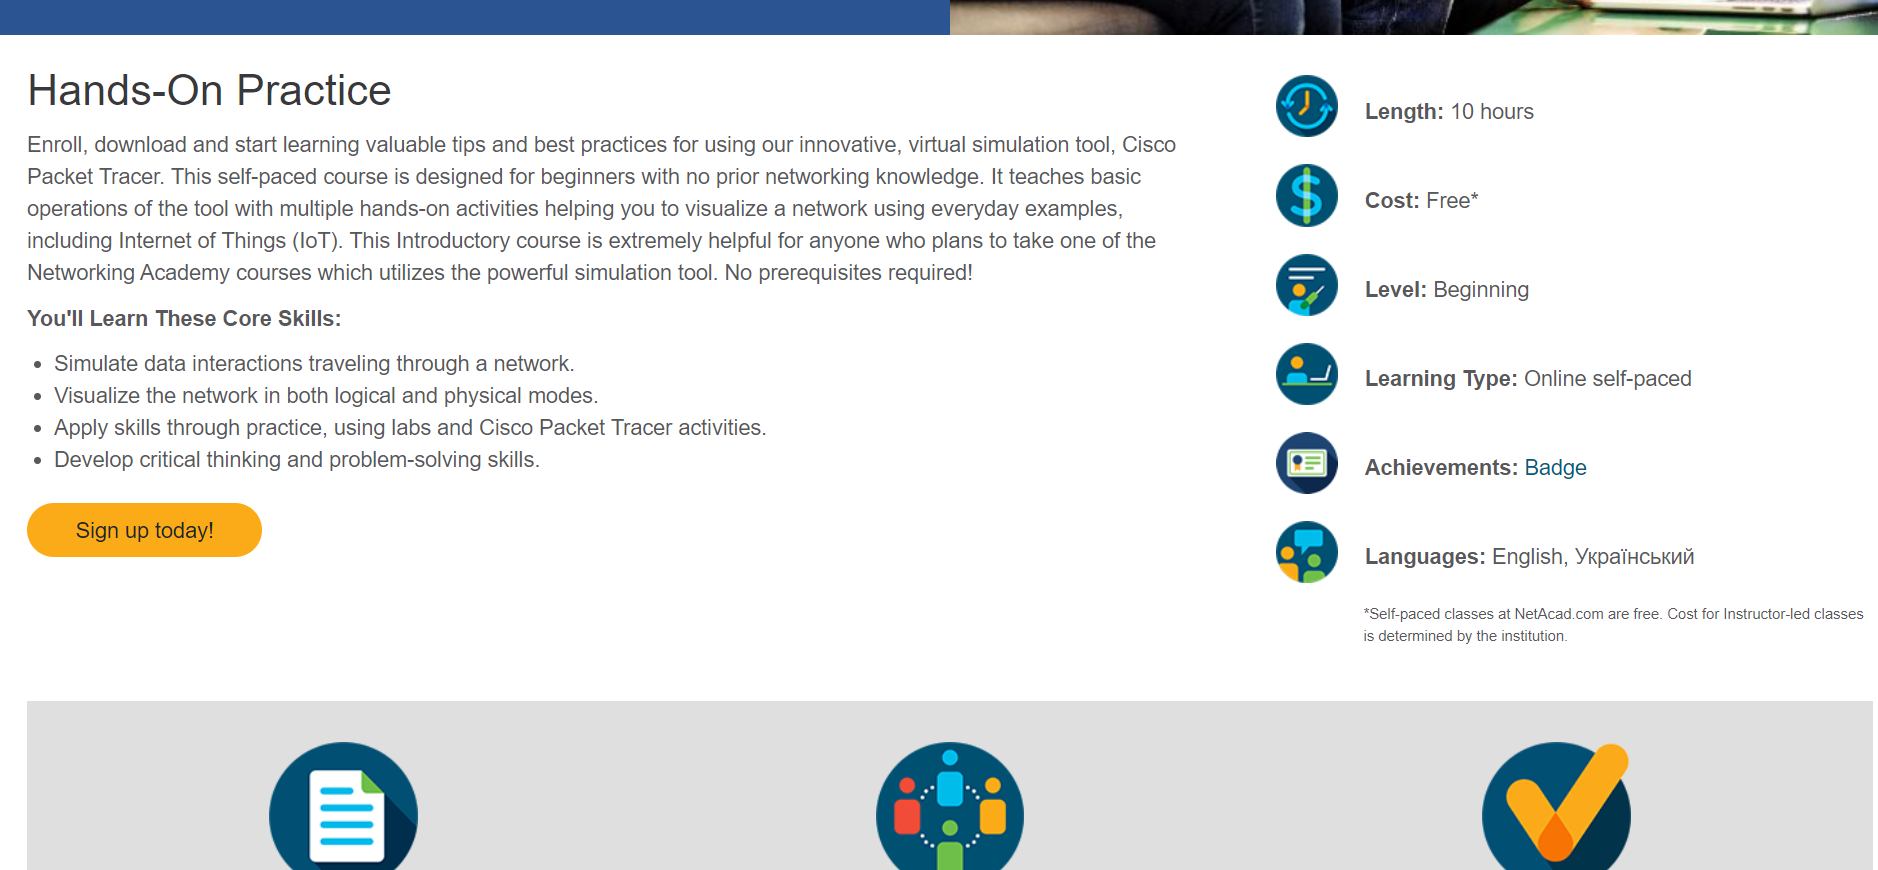 Hands-On Practice
Enroll, download and start learning valuable tips and best practices for using our innovative, virtual simulation tool, Cisco
Packet Tracer. This self-paced course is designed for beginners with no prior networking knowledge. It teaches basic
operations of the tool with multiple hands-on activities helping you to visualize a network using everyday examples,
including Internet of Things (IoT). This Introductory course is extremely helpful for anyone who plans to take one of the
Networking Academy courses which utilizes the powerful simulation tool. No prerequisites required!
You'll Learn These Core Skills:
• Simulate data interactions traveling through a network.
• Visualize the network in both logical and physical modes.
• Apply skills through practice, using labs and Cisco Packet Tracer activities.
• Develop critical thinking and problem-solving skills.
Sign up today!
Length: 10 hours
Cost: Free*
Level: Beginning
Learning Type: Online self-paced
Achievements: Badge
Languages: English, Український
*Self-paced classes at NetAcad.com are free. Cost for Instructor-led classes
is determined by the institution.